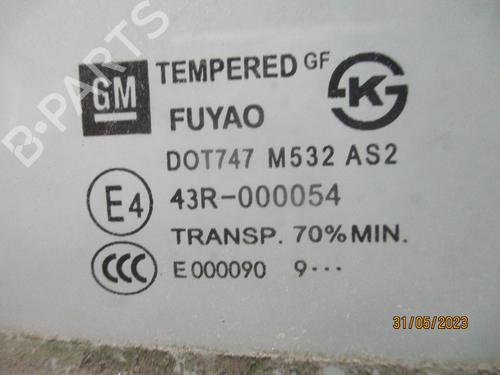 B-PARTS
GM TEMPERED GF K
FUYAO
DOT747 M532 AS2
E4 43R-000054
TRANSP. 70% MIN.
CCC E 000090 9···
31/05/2023